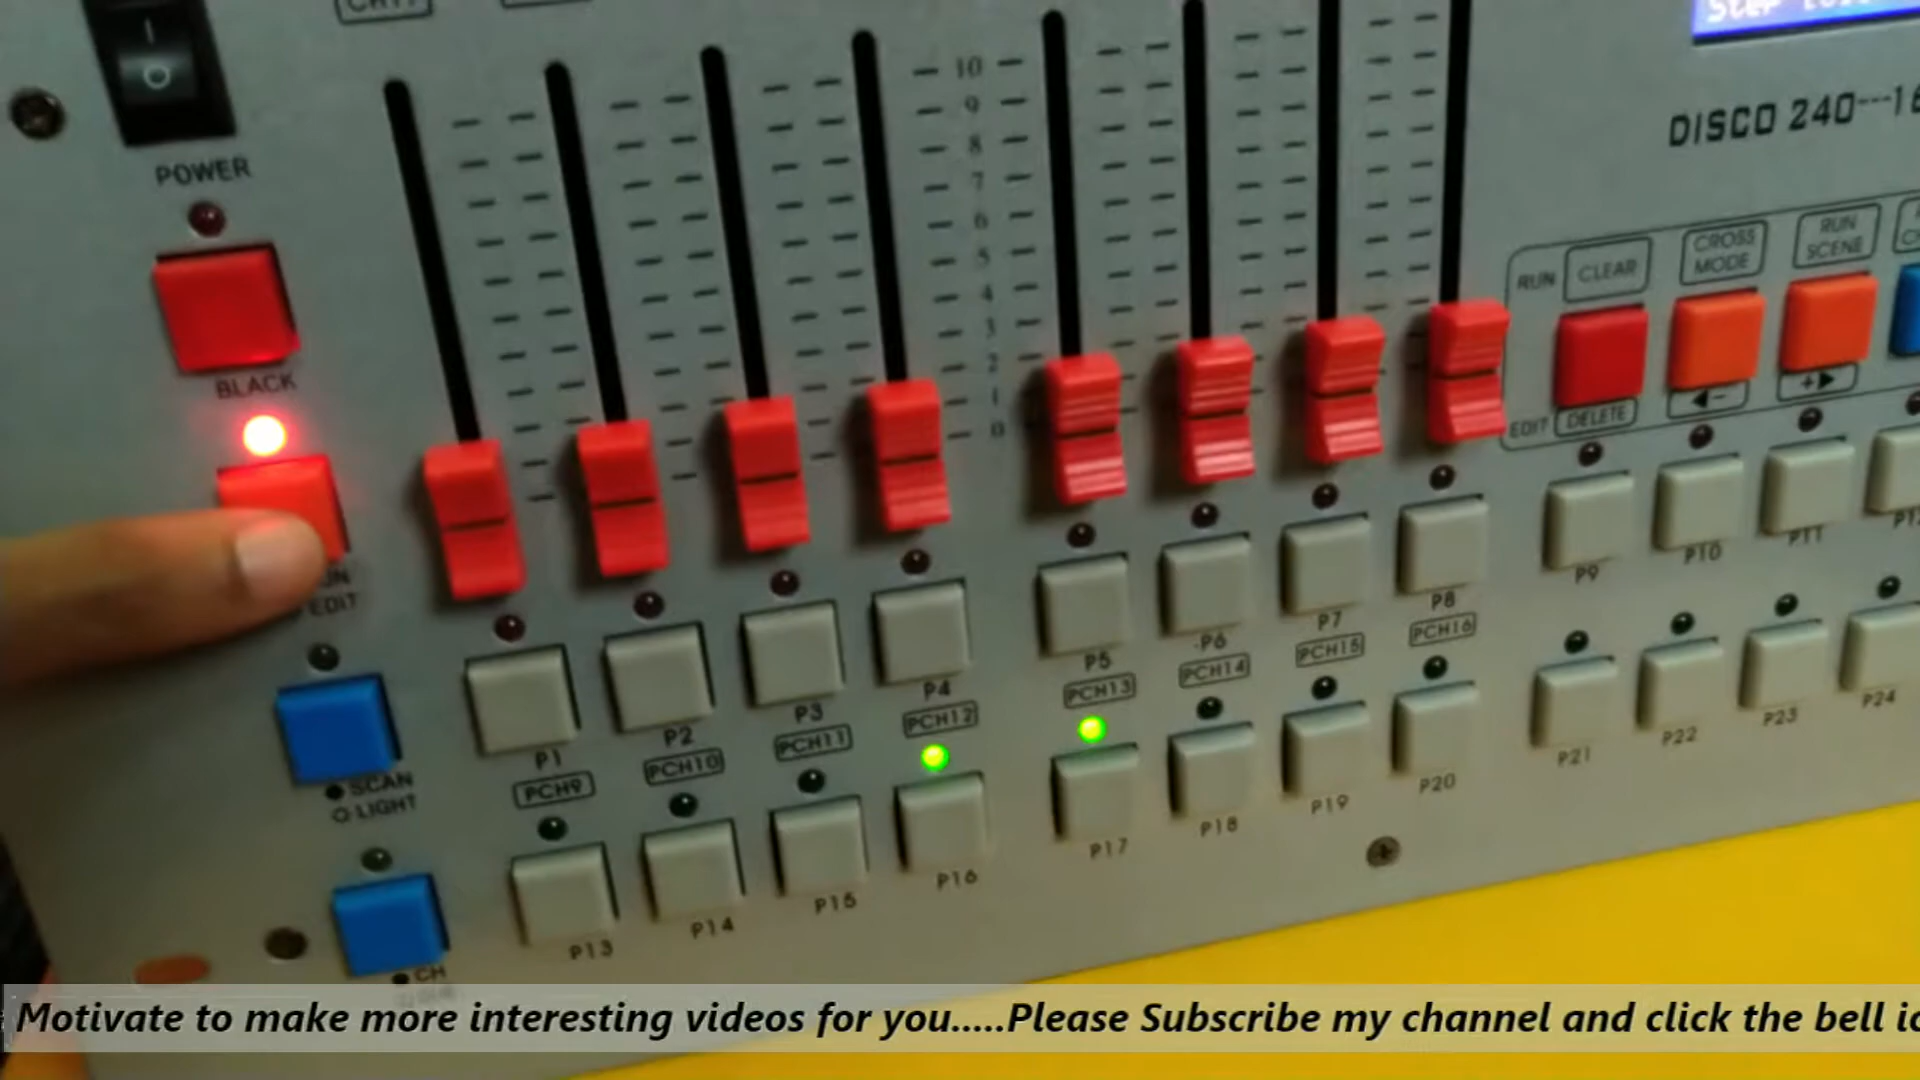 POWER
BLACK
EDIT
SCAN
LIGHT
CH
10
9
8
7
6
5
4
3
2
1
0
DISCO 240---16
RUN
CLEAR
CROSS
MODE
RUN
SCENE
EDIT
DELETE
◄−
+►
P1
P2
P3
P4
P5
P6
P7
P8
P9
P10
P11
PCH9
PCH10
PCH11
PCH12
PCH13
PCH14
PCH15
PCH16
P13
P14
P15
P16
P17
P18
P19
P20
P21
P22
P23
P24
Motivate to make more interesting videos for you.....Please Subscribe my channel and click the bell ic